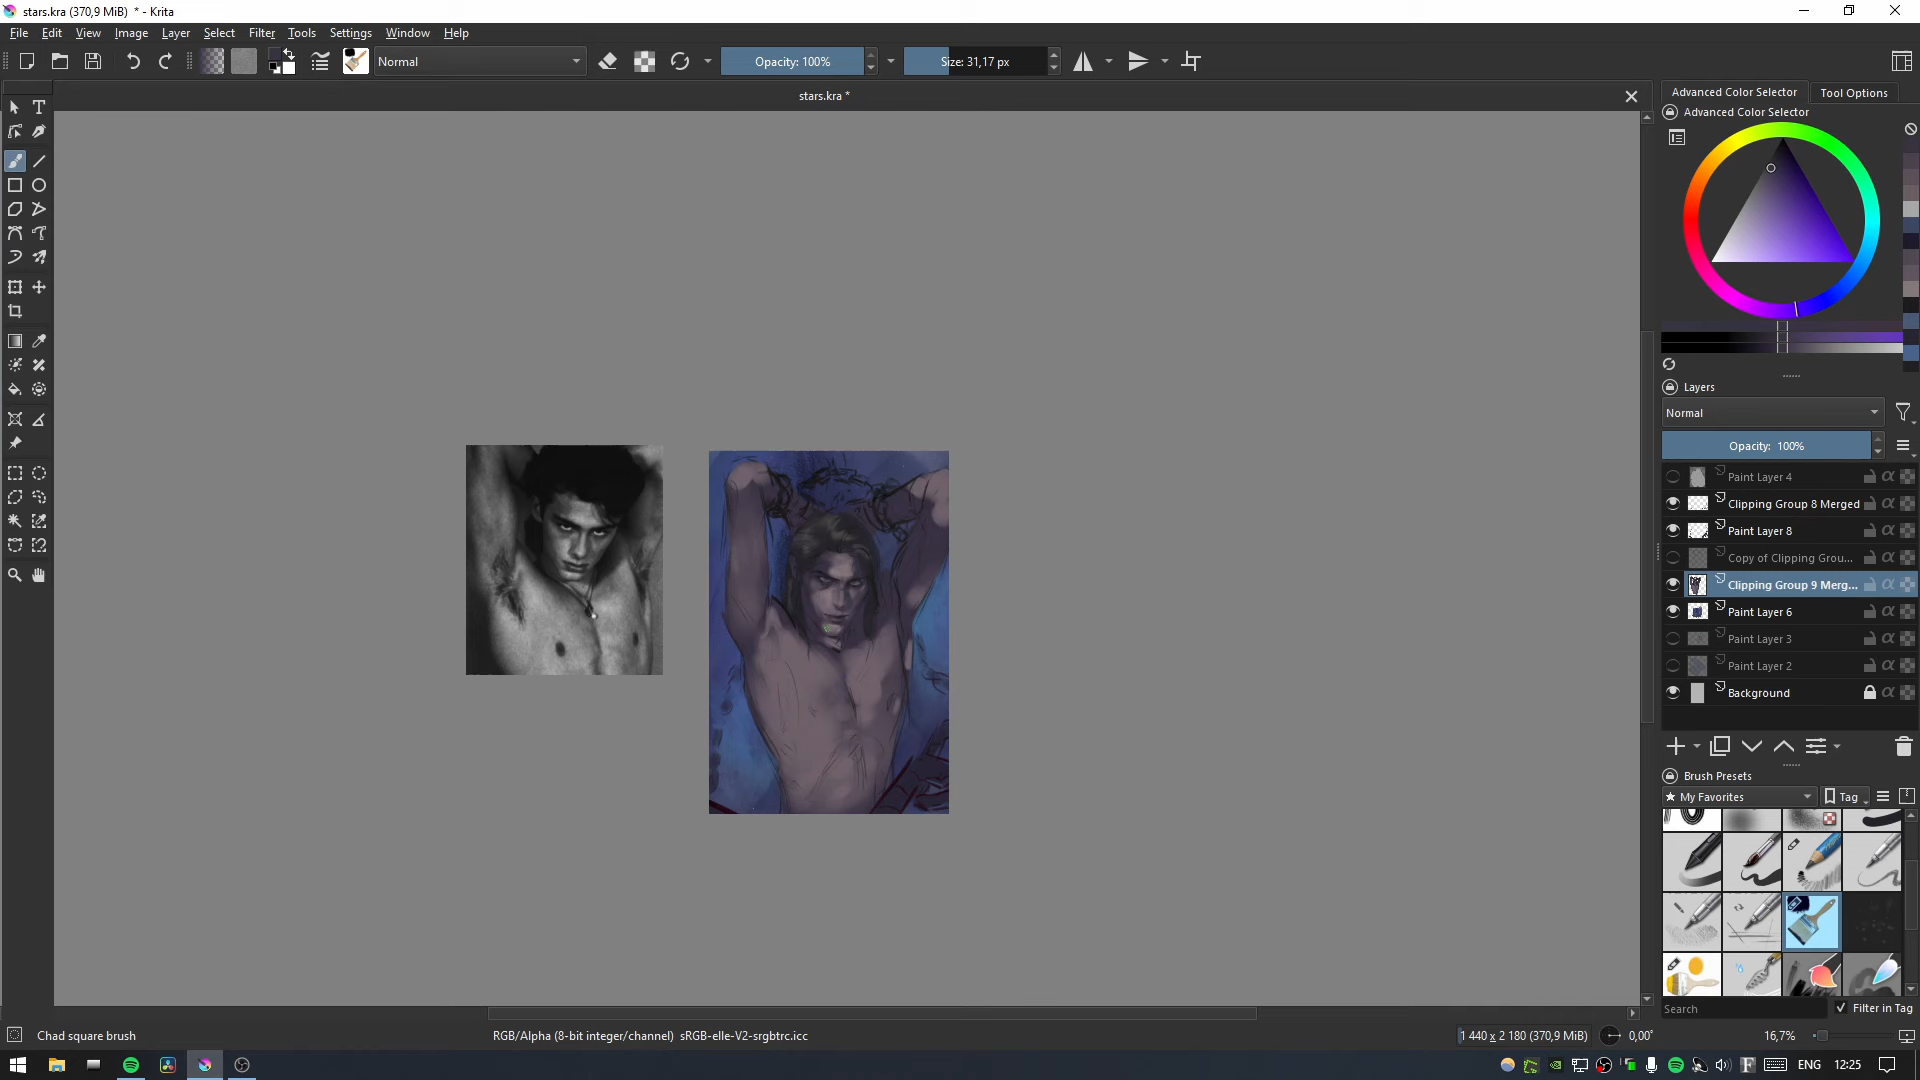 stars.kra (370,9 MiB)  * - Krita
File Edit View Image Layer Select Filter Tools Settings Window Help
Normal
Opacity: 100%
Size: 31,17 px
stars.kra *
Advanced Color Selector
Tool Options
Advanced Color Selector
Layers
Normal
Opacity:  100%
Paint Layer 4
Clipping Group 8 Merged
Paint Layer 8
Copy of Clipping Grou...
Clipping Group 9 Merg...
Paint Layer 6
Paint Layer 3
Paint Layer 2
Background
Brush Presets
★ My Favorites
Tag
Search
Filter in Tag
Chad square brush
RGB/Alpha (8-bit integer/channel)  sRGB-elle-V2-srgbtrc.icc
1 440 x 2 180 (370,9 MiB)
0,00°
16,7%
ENG
12:25